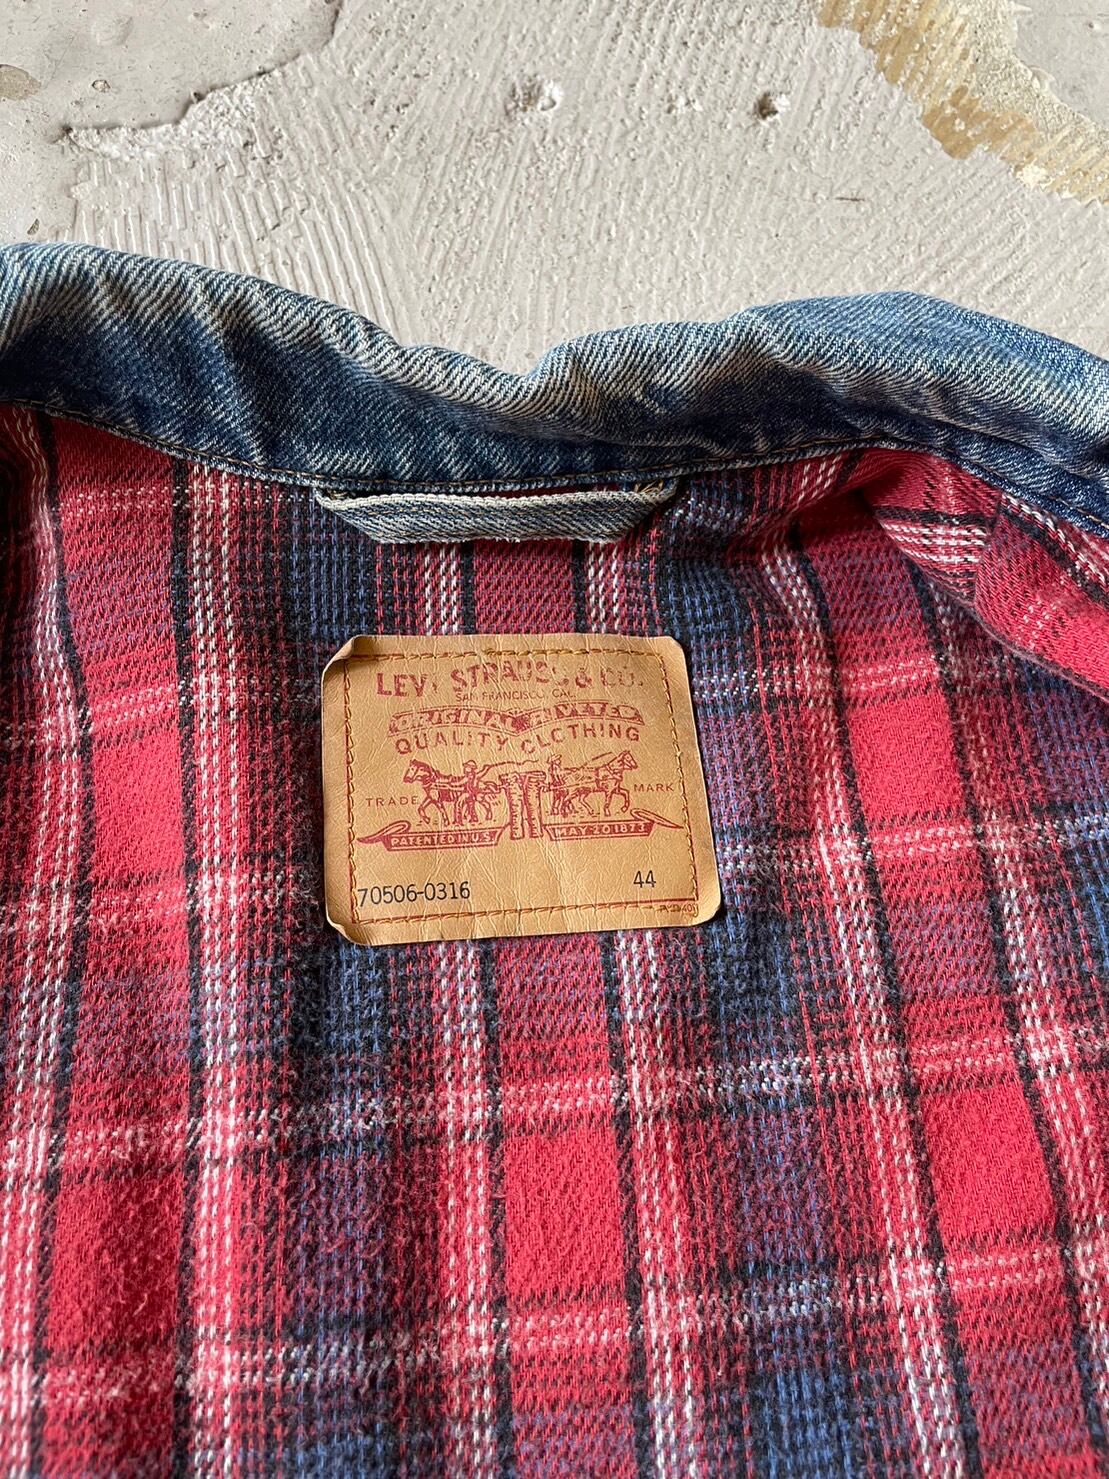 LEVI STRAUSS & CO.
SAN FRANCISCO, CAL.
ORIGINAL RIVETED
QUALITY CLOTHING
TRADE MARK
PATENTED IN U.S. MAY 20 1873
70506-0316 44